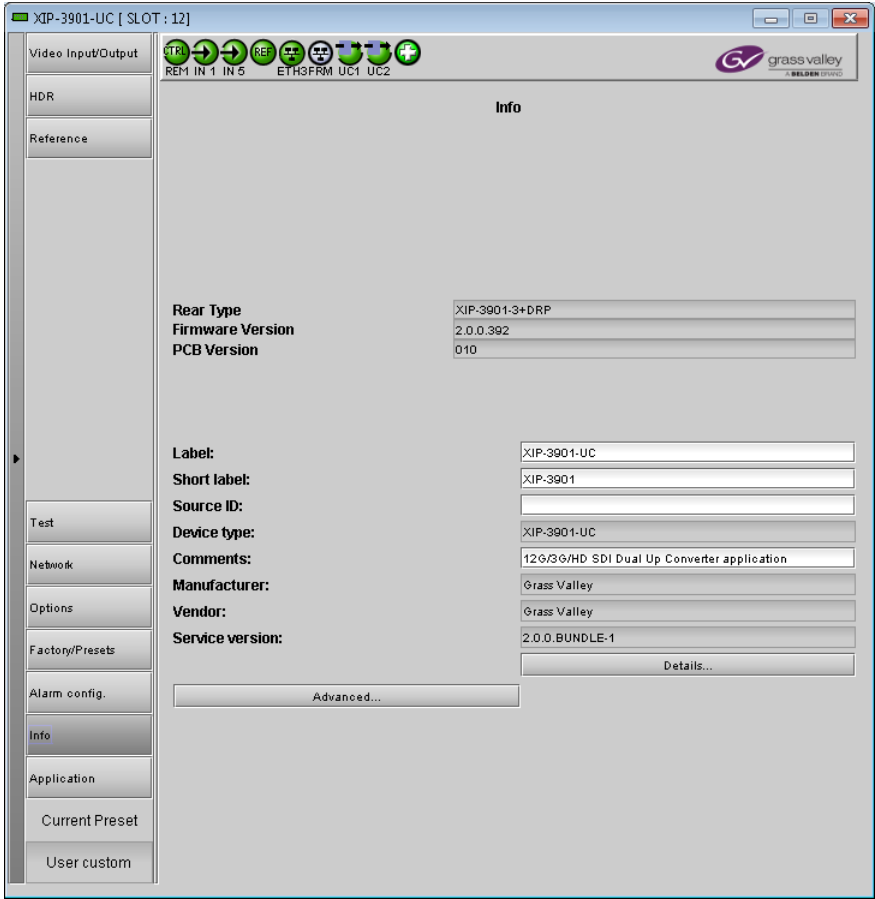 XIP-3901-UC [ SLOT : 12]
Video Input/Output
HDR
Reference
CTRL REF
REM IN 1 IN 5 ETH3FRM UC1 UC2
GV grass valley
A BELDEN BRAND
Info
Rear Type XIP-3901-3+DRP
Firmware Version 2.0.0.392
PCB Version 010
Label: XIP-3901-UC
Short label: XIP-3901
Source ID:
Device type: XIP-3901-UC
Comments: 12G/3G/HD SDI Dual Up Converter application
Manufacturer: Grass Valley
Vendor: Grass Valley
Service version: 2.0.0.BUNDLE-1
Details...
Advanced...
Test
Network
Options
Factory/Presets
Alarm config.
Info
Application
Current Preset
User custom